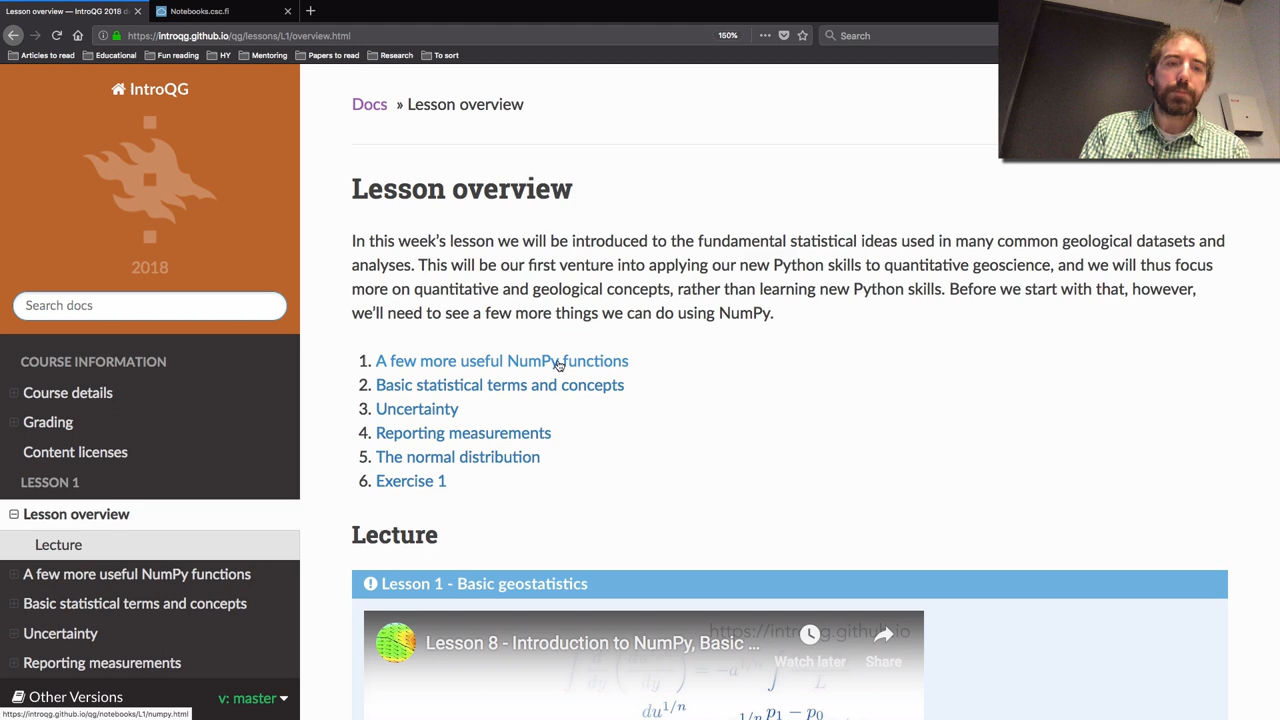 Lesson overview — IntroQG 2018 d
Notebooks.csc.fi
https://introqg.github.io/qg/lessons/L1/overview.html
150%
Search
Articles to read
Educational
Fun reading
HY
Mentoring
Papers to read
Research
To sort
IntroQG
2018
Search docs
COURSE INFORMATION
Course details
Grading
Content licenses
LESSON 1
Lesson overview
Lecture
A few more useful NumPy functions
Basic statistical terms and concepts
Uncertainty
Reporting measurements
Other Versions
v: master
https://introqg.github.io/qg/notebooks/L1/numpy.html
Docs » Lesson overview
Lesson overview
In this week's lesson we will be introduced to the fundamental statistical ideas used in many common geological datasets and
analyses. This will be our first venture into applying our new Python skills to quantitative geoscience, and we will thus focus
more on quantitative and geological concepts, rather than learning new Python skills. Before we start with that, however,
we'll need to see a few more things we can do using NumPy.
1. A few more useful NumPy functions
2. Basic statistical terms and concepts
3. Uncertainty
4. Reporting measurements
5. The normal distribution
6. Exercise 1
Lecture
Lesson 1 - Basic geostatistics
Lesson 8 - Introduction to NumPy, Basic ...
Watch later
Share